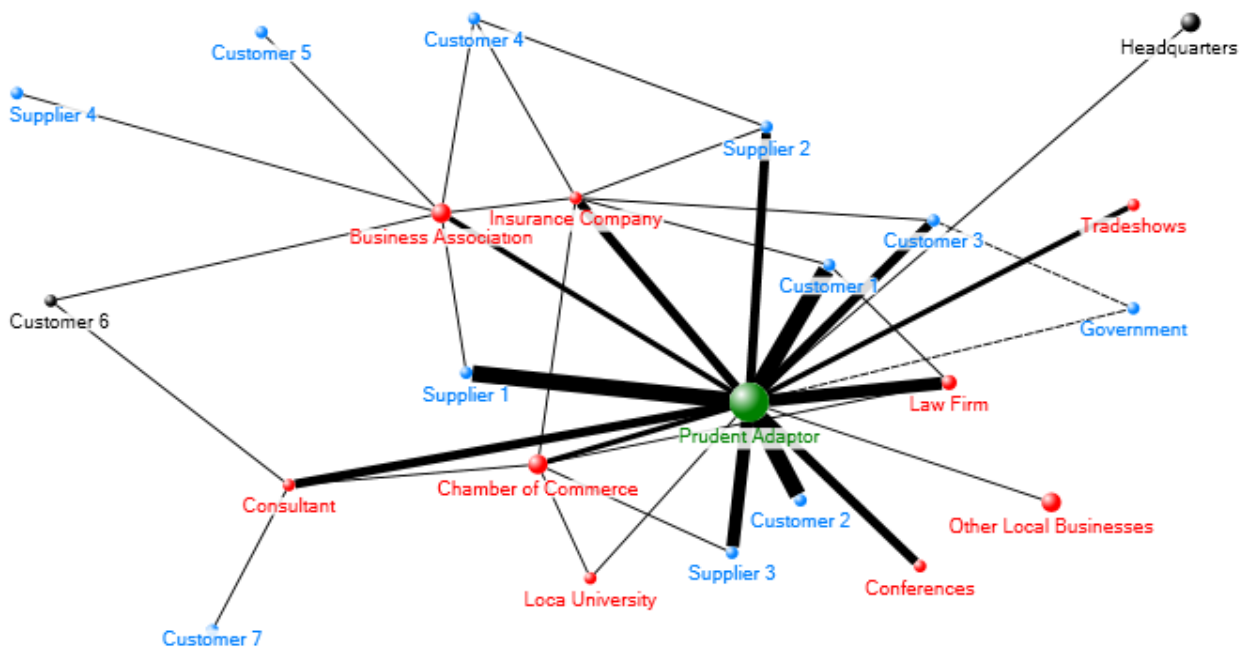 Customer 4
Headquarters
Customer 5
Supplier 4
Supplier 2
Insurance Company
Tradeshows
Business Association
Customer 3
Customer 1
Customer 6
Government
Supplier 1
Law Firm
Prudent Adaptor
Chamber of Commerce
Consultant
Customer 2
Other Local Businesses
Supplier 3
Conferences
Loca University
Customer 7